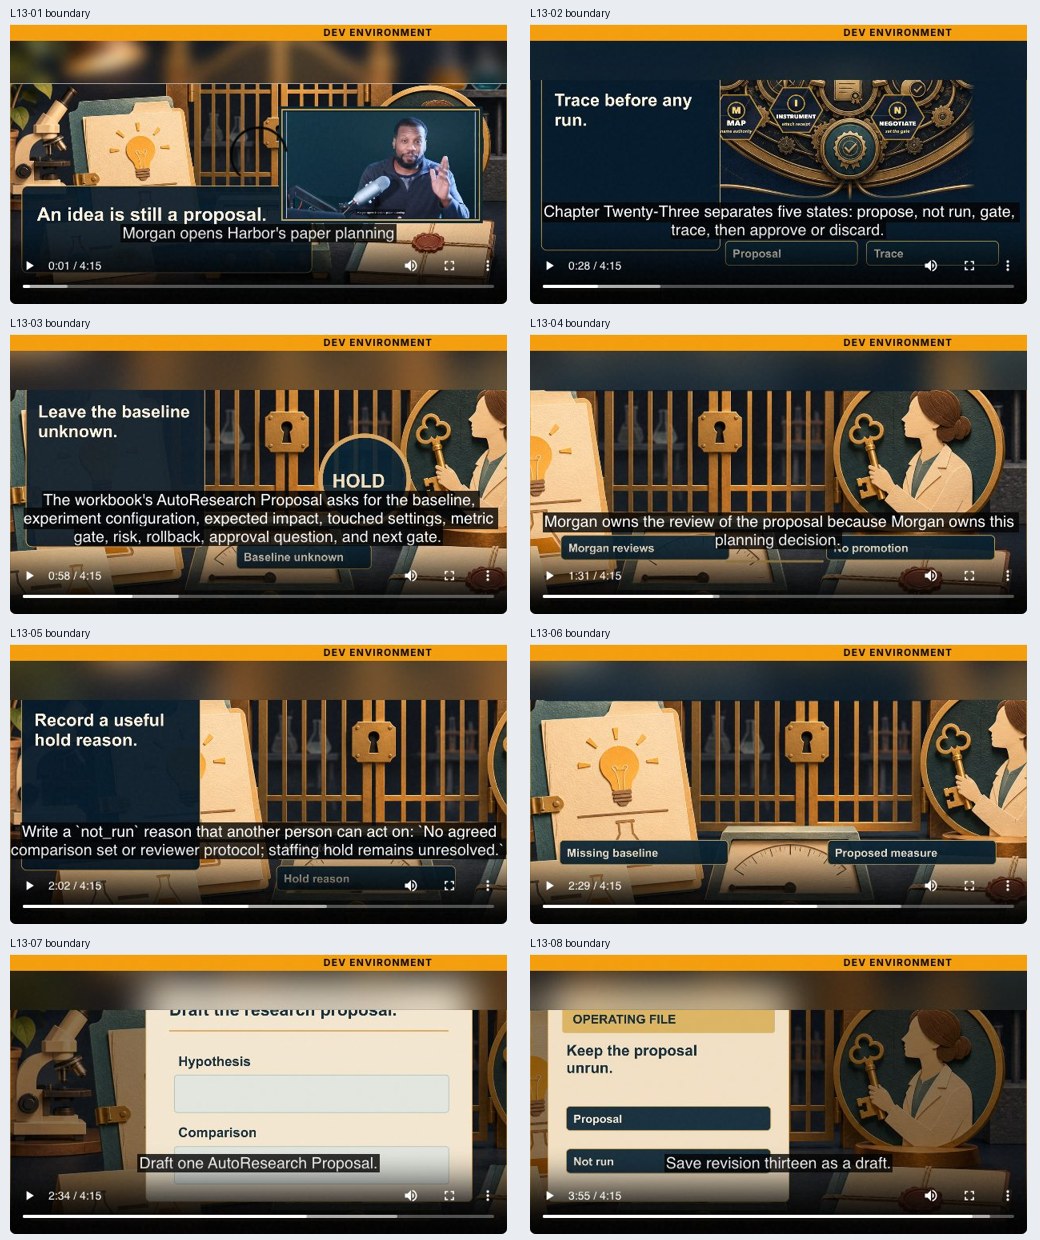 L13-01 boundary
DEV ENVIRONMENT
An idea is still a proposal.
Morgan opens Harbor's paper planning
0:01 / 4:15
L13-02 boundary
DEV ENVIRONMENT
Trace before any
run.
M
MAP
I
INSTRUMENT
N
NEGOTIATE
Chapter Twenty-Three separates five states: propose, not run, gate,
trace, then approve or discard.
Proposal
Trace
0:28 / 4:15
L13-03 boundary
DEV ENVIRONMENT
Leave the baseline
unknown.
HOLD
The workbook's AutoResearch Proposal asks for the baseline,
experiment configuration, expected impact, touched settings, metric
gate, risk, rollback, approval question, and next gate.
Baseline unknown
0:58 / 4:15
L13-04 boundary
DEV ENVIRONMENT
Morgan owns the review of the proposal because Morgan owns this
planning decision.
Morgan reviews
No promotion
1:31 / 4:15
L13-05 boundary
DEV ENVIRONMENT
Record a useful
hold reason.
Write a `not_run` reason that another person can act on: `No agreed
comparison set or reviewer protocol; staffing hold remains unresolved.`
Hold reason
2:02 / 4:15
L13-06 boundary
DEV ENVIRONMENT
Missing baseline
Proposed measure
2:29 / 4:15
L13-07 boundary
DEV ENVIRONMENT
Draft the research proposal.
Hypothesis
Comparison
Draft one AutoResearch Proposal.
2:34 / 4:15
L13-08 boundary
DEV ENVIRONMENT
OPERATING FILE
Keep the proposal
unrun.
Proposal
Not run
Save revision thirteen as a draft.
3:55 / 4:15